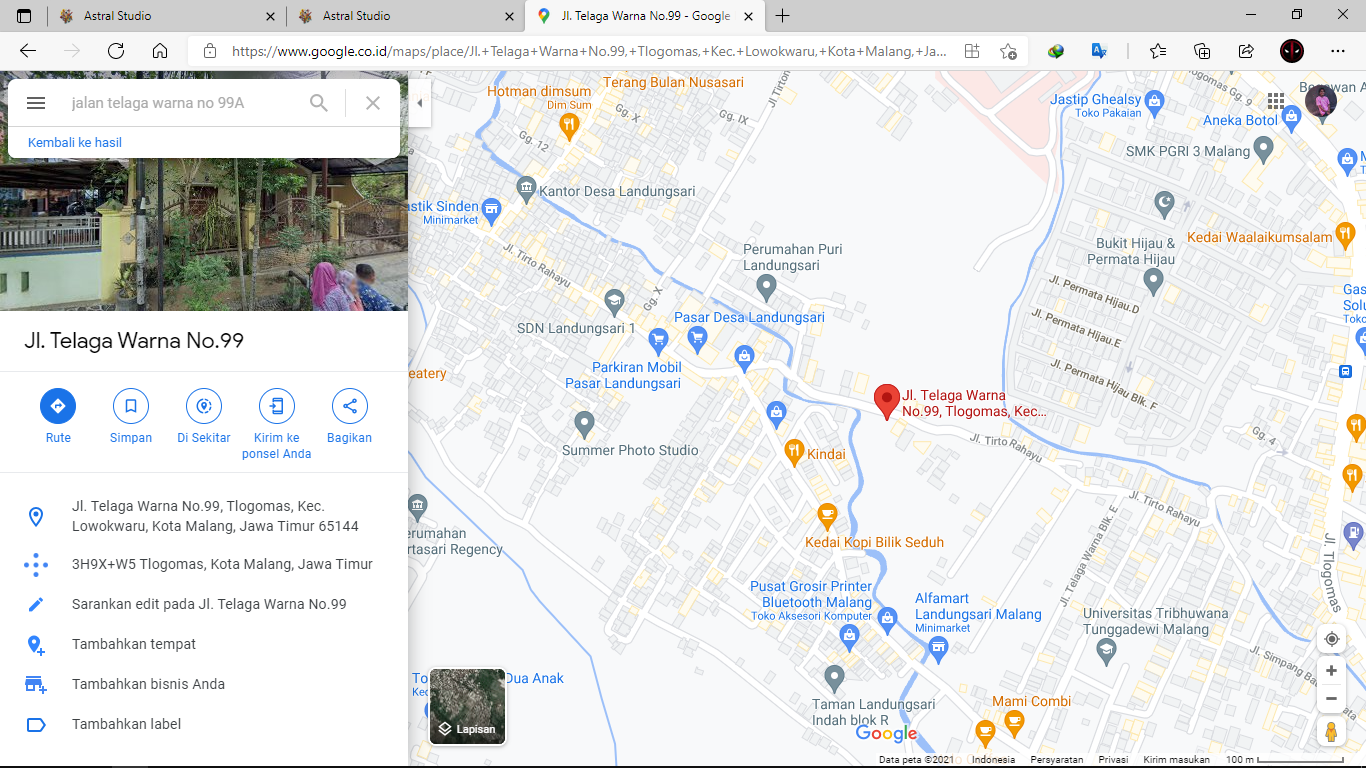 Astral Studio
Astral Studio
Jl. Telaga Warna No.99 - Google
https://www.google.co.id/maps/place/Jl.+Telaga+Warna+No.99,+Tlogomas,+Kec.+Lowokwaru,+Kota+Malang,+Ja...
jalan telaga warna no 99A
Kembali ke hasil
Jl. Telaga Warna No.99
Rute
Simpan
Di Sekitar
Kirim ke
ponsel Anda
Bagikan
Jl. Telaga Warna No.99, Tlogomas, Kec.
Lowokwaru, Kota Malang, Jawa Timur 65144
3H9X+W5 Tlogomas, Kota Malang, Jawa Timur
Sarankan edit pada Jl. Telaga Warna No.99
Tambahkan tempat
Tambahkan bisnis Anda
Tambahkan label
Hotman dimsum
Dim Sum
Terang Bulan Nusasari
Gg. X
Gg. IX
Jl. Tirton
Gg. 12
Jastip Ghealsy
Toko Pakaian
Aneka Botol
SMK PGRI 3 Malang
Kantor Desa Landungsari
astik Sinden
Minimarket
Jl. Tirto Rahayu
Gg. X
Perumahan Puri
Landungsari
Bukit Hijau &
Permata Hijau
Kedai Waalaikumsalam
Jl. Permata Hijau.D
Jl. Permata Hijau.E
Jl. Permata Hijau Blk. F
Gas
Solu
Toko
SDN Landungsari 1
Pasar Desa Landungsari
Parkiran Mobil
Pasar Landungsari
eatery
Jl. Telaga Warna
No.99, Tlogomas, Kec...
Jl. Tirto Rahayu
Gg. 4
Summer Photo Studio
Kindai
Jl. Tirto Rahayu
erumahan
ertasari Regency
Kedai Kopi Bilik Seduh
Jl. Telaga Warna Blk. E
Jl. Tlogomas
Pusat Grosir Printer
Bluetooth Malang
Toko Aksesori Komputer
Alfamart
Landungsari Malang
Minimarket
Universitas Tribhuwana
Tunggadewi Malang
Jl. Simpang Ba
Dua Anak
Lapisan
Taman Landungsari
Indah blok R
Mami Combi
Google
Data peta ©2021
Indonesia
Persyaratan
Privasi
Kirim masukan
100 m